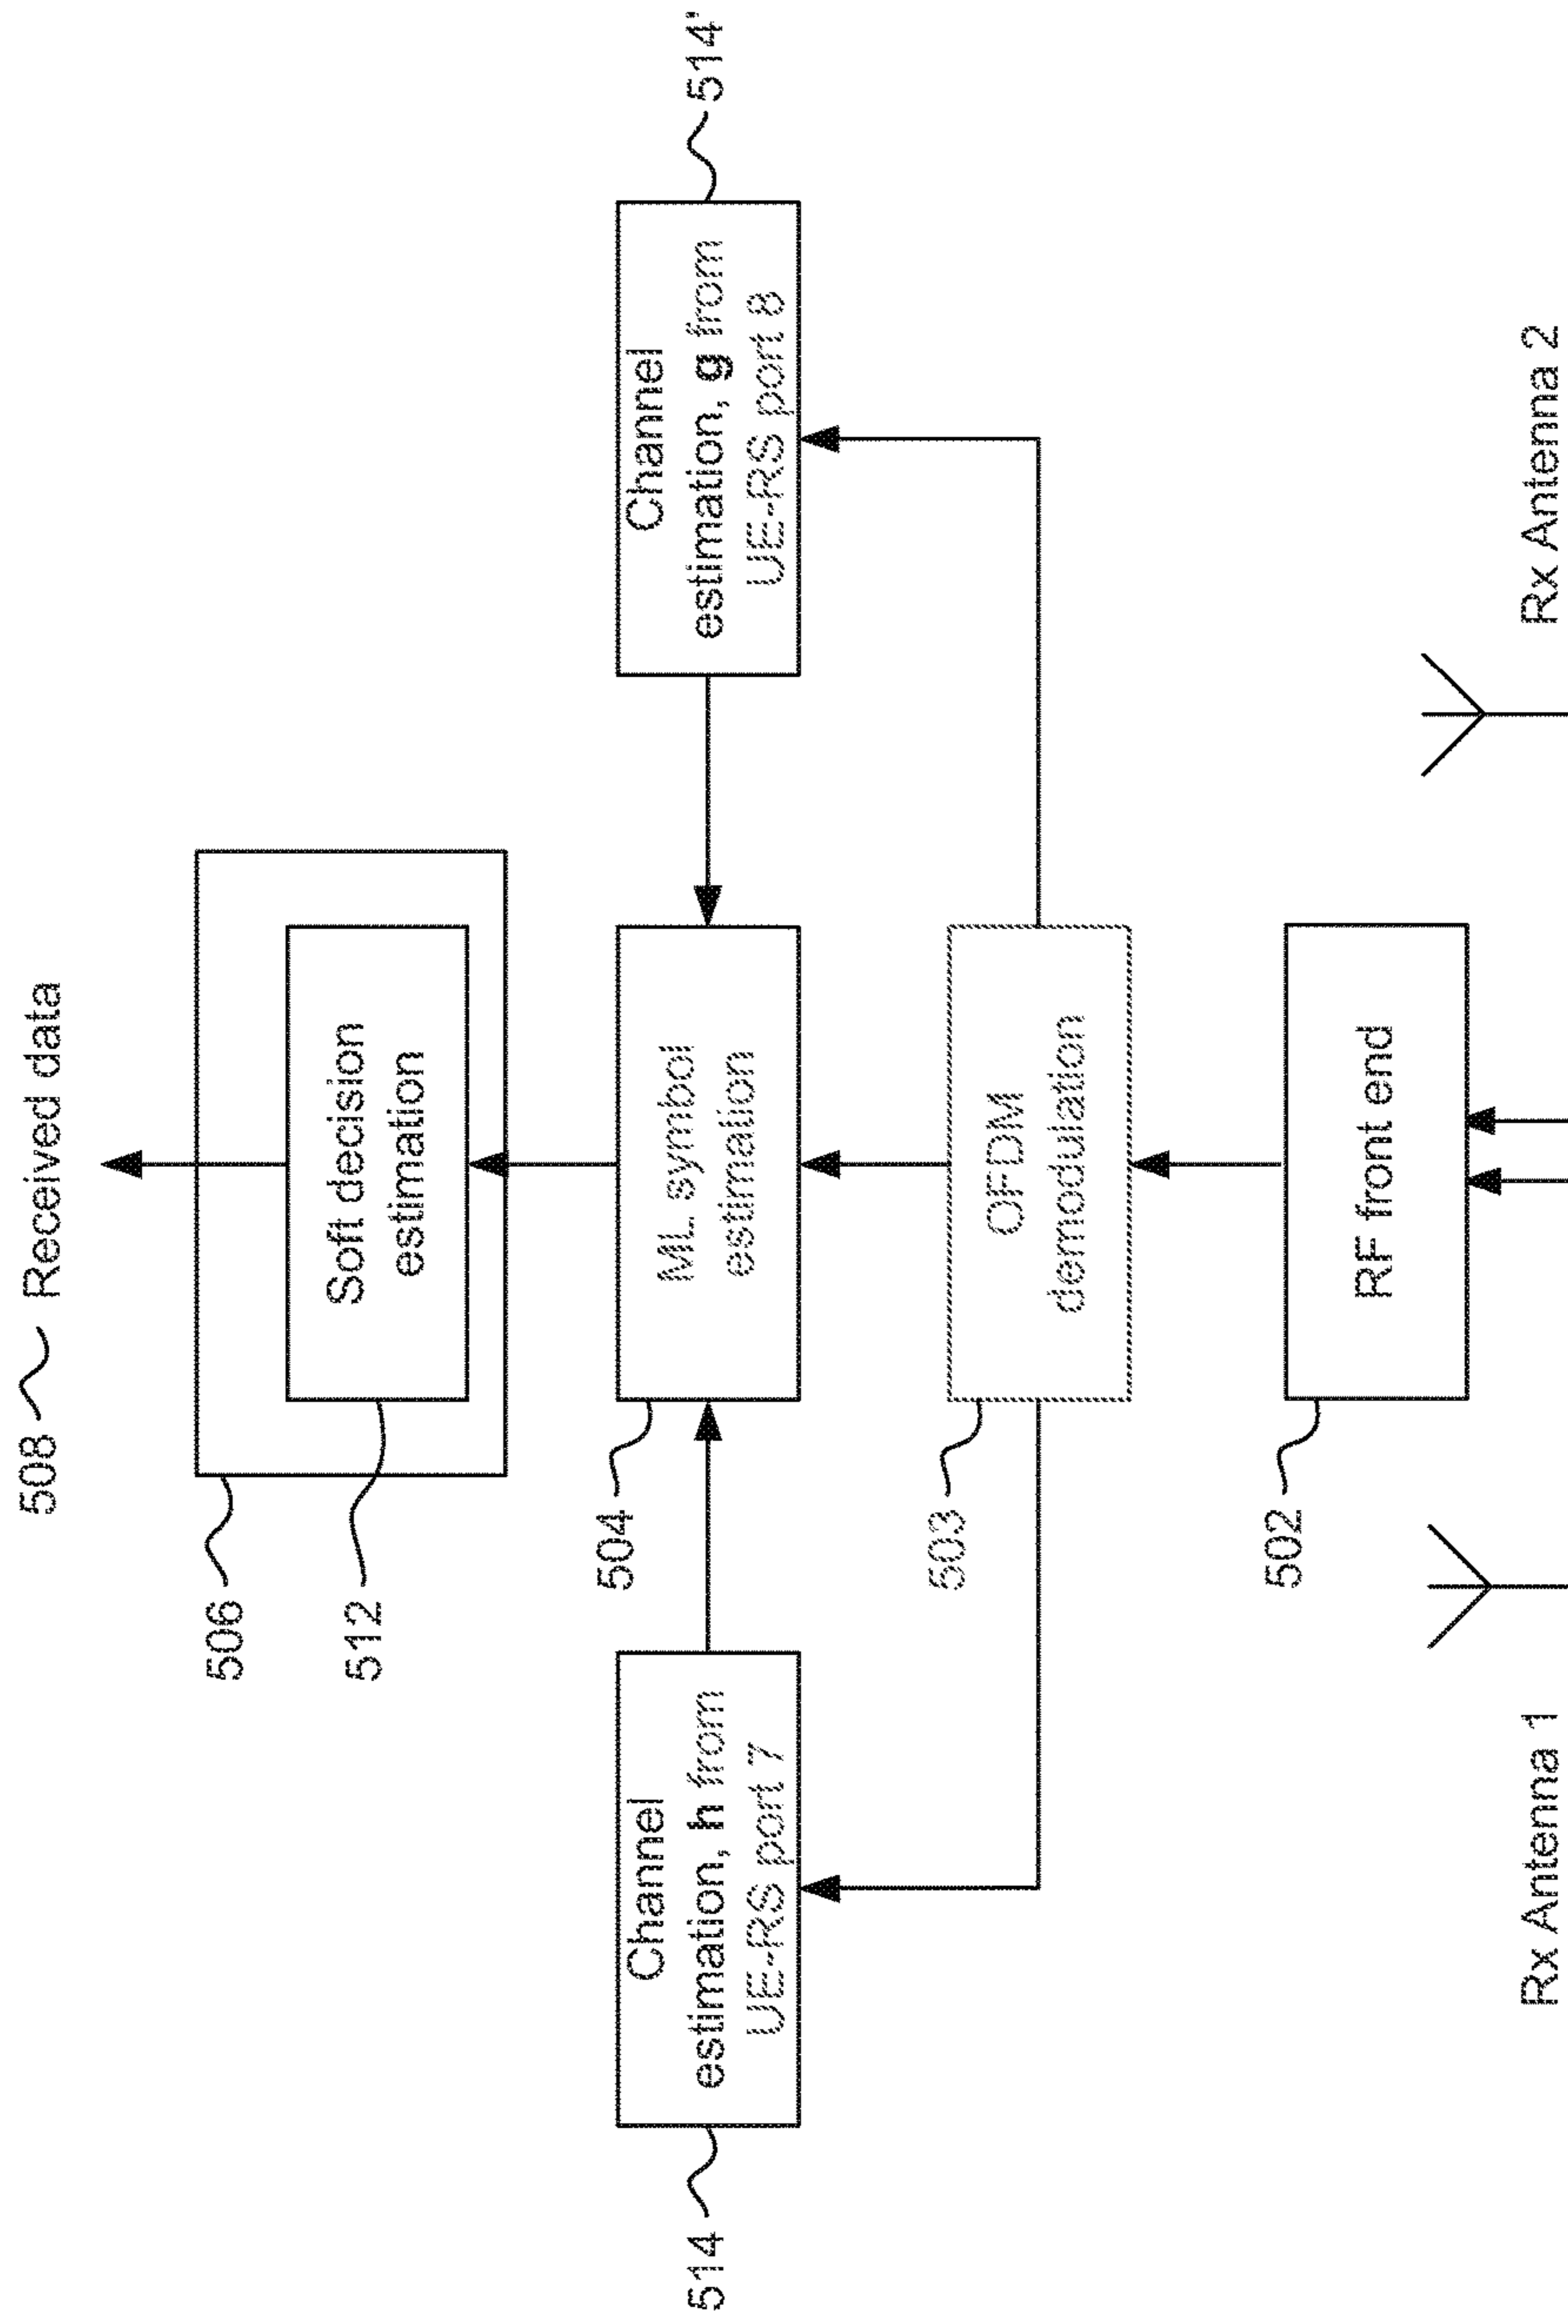 508
Received data
506
512
Soft decision
estimation
514
Channel
estimation, h from
UE-RS port 7
504
ML symbol
estimation
Channel
estimation, g from
UE-RS port 8
514'
503
OFDM
demodulation
502
RF front end
Rx Antenna 1
Rx Antenna 2